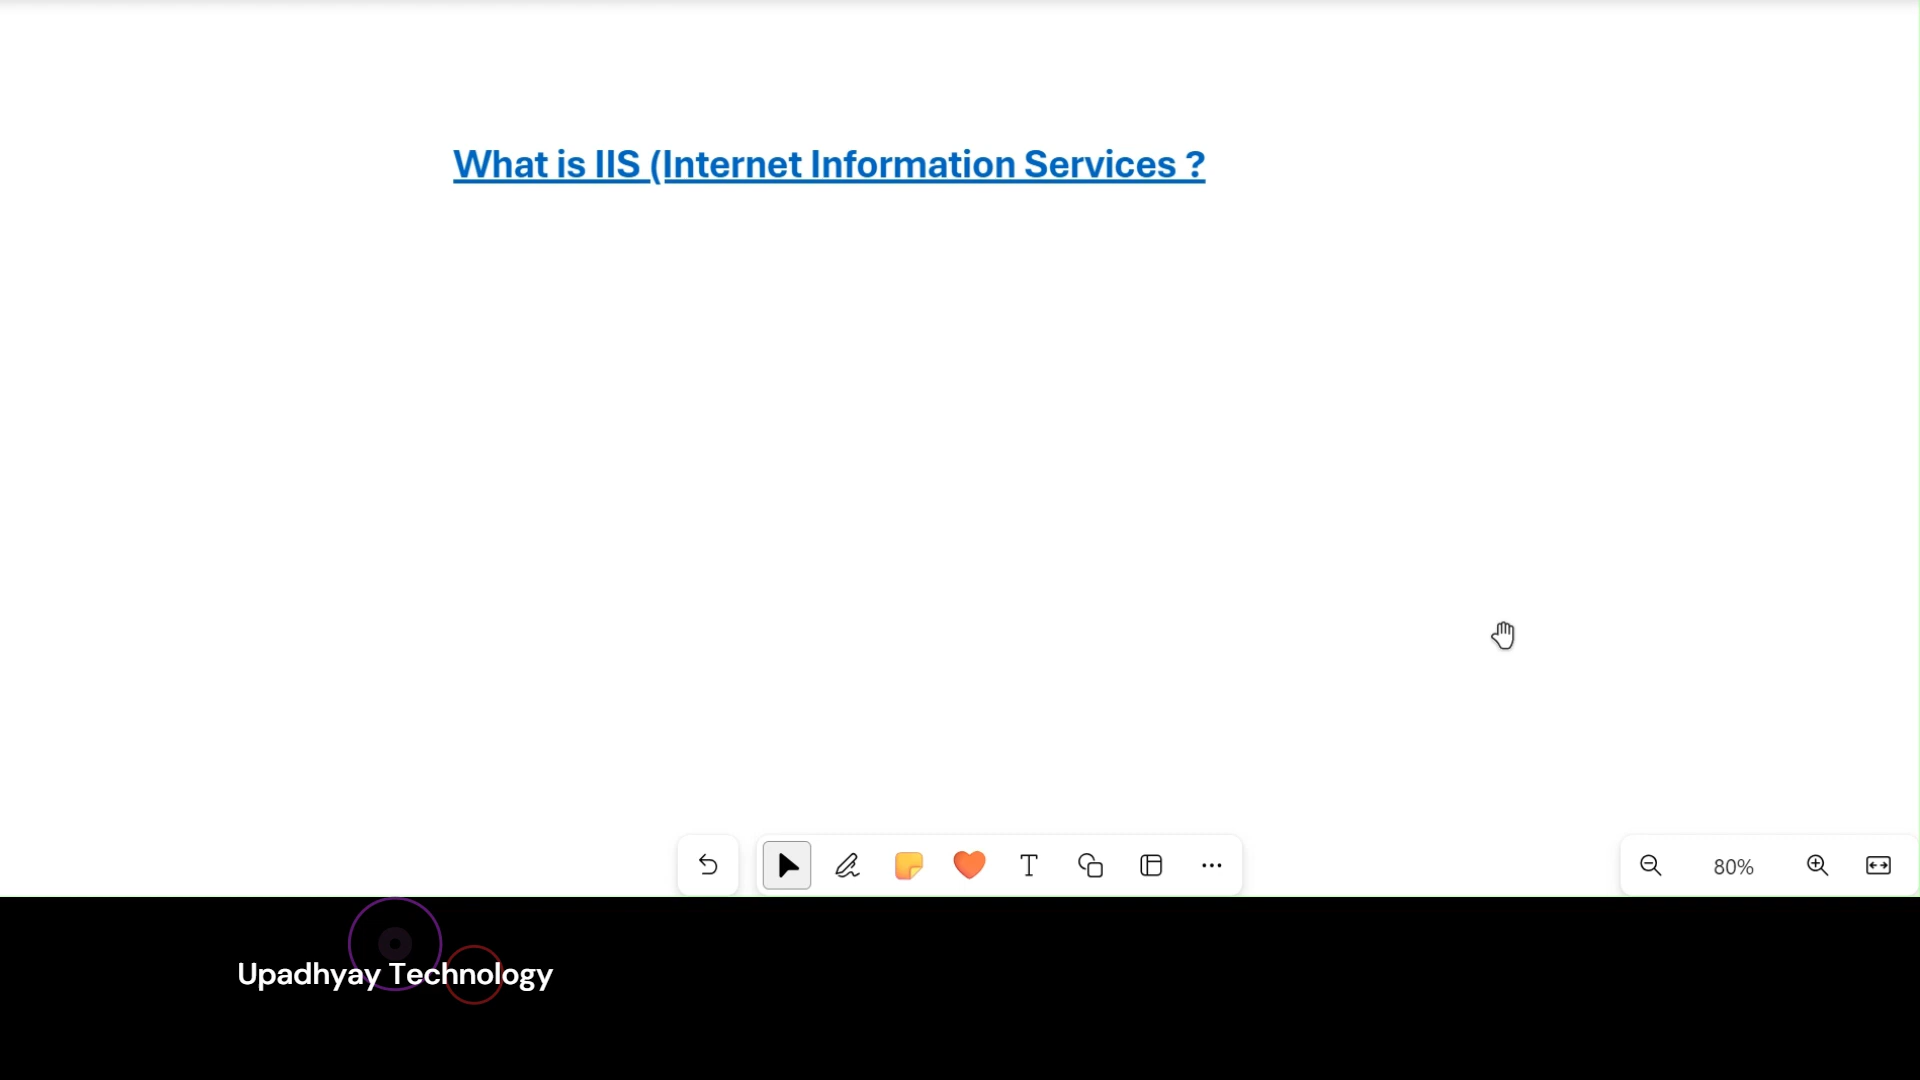 What is IIS (Internet Information Services ?
80%
Upadhyay Technology